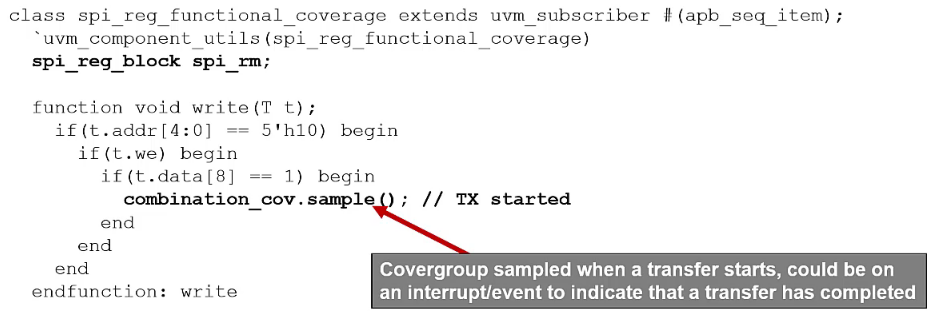 class spi_reg_functional_coverage extends uvm_subscriber #(apb_seq_item);
`uvm_component_utils(spi_reg_functional_coverage)
spi_reg_block spi_rm;
function void write(T t);
if(t.addr[4:0] == 5'h10) begin
if(t.we) begin
if(t.data[8] == 1) begin
combination_cov.sample(); // TX started
end
end
end
endfunction: write
Covergroup sampled when a transfer starts, could be on
an interrupt/event to indicate that a transfer has completed